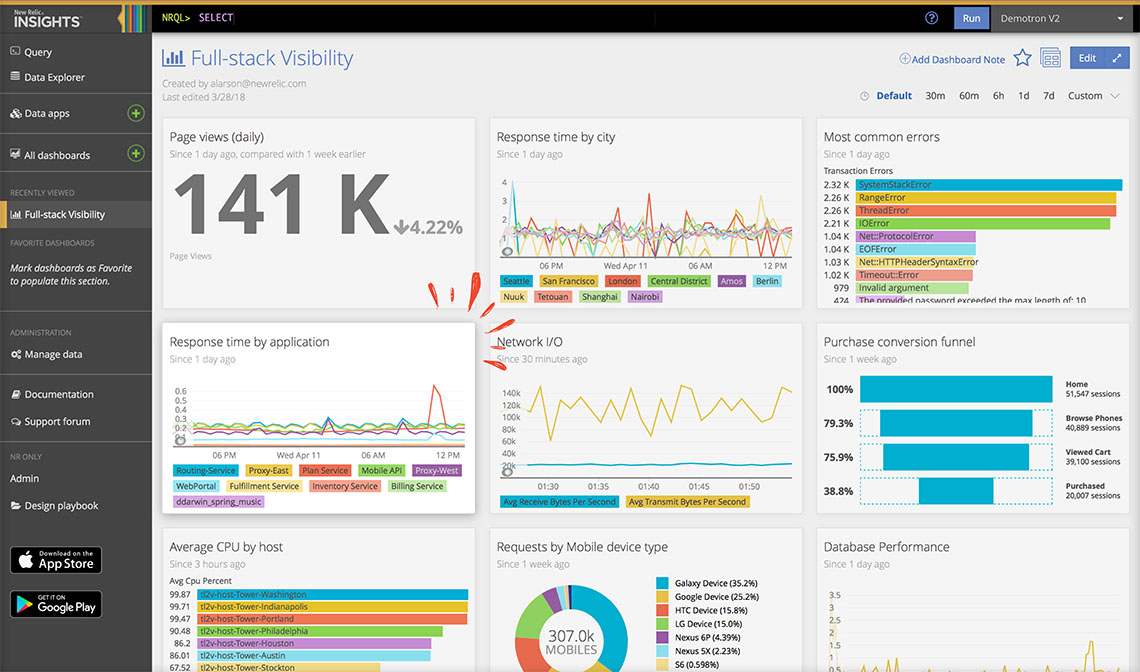 New Relic
INSIGHTS
NRQL> SELECT
?
Run
Demotron V2
Query
Data Explorer
Data apps
All dashboards
RECENTLY VIEWED
Full-stack Visibility
FAVORITE DASHBOARDS
Mark dashboards as Favorite
to populate this section.
ADMINISTRATION
Manage data
Documentation
Support forum
NR ONLY
Admin
Design playbook
Download on the
App Store
GET IT ON
Google Play
Full-stack Visibility
Created by alarson@newrelic.com
Last edited 3/28/18
Add Dashboard Note
Edit
Default 30m 60m 6h 1d 7d Custom
Page views (daily)
Since 1 day ago, compared with 1 week earlier
141 K
4.22%
Page Views
Response time by city
Since 1 day ago
4
3
2
1
06 PM Wed Apr 11 06 AM 12 PM
Seattle San Francisco London Central District Amos Berlin
Nuuk Tetouan Shanghai Nairobi
Most common errors
Since 1 day ago
Transaction Errors
2.32 K SystemStackError
2.26 K RangeError
2.26 K ThreadError
2.21 K IOError
1.04 K Net::ProtocolError
1.04 K EOFError
1.03 K Net::HTTPHeaderSyntaxError
1.02 K Timeout::Error
979 Invalid argument
424 The provided password exceeded the max length of: 10
Response time by application
Since 1 day ago
0.6
0.5
0.4
0.3
0.2
0.1
06 PM Wed Apr 11 06 AM 12 PM
Routing-Service Proxy-East Plan Service Mobile API Proxy-West
WebPortal Fulfillment Service Inventory Service Billing Service
ddarwin_spring_music
Network I/O
Since 30 minutes ago
140k
120k
100k
80k
60k
40k
20k
01:30 01:35 01:40 01:45 01:50
Avg Receive Bytes Per Second Avg Transmit Bytes Per Second
Purchase conversion funnel
Since 1 week ago
100% Home
51,547 sessions
79.3% Browse Phones
40,889 sessions
75.9% Viewed Cart
39,100 sessions
38.8% Purchased
20,007 sessions
Average CPU by host
Since 3 hours ago
Avg Cpu Percent
99.87 tl2v-host-Tower-Washington
99.71 tl2v-host-Tower-Indianapolis
99.47 tl2v-host-Tower-Portland
90.48 tl2v-host-Tower-Philadelphia
86.2 tl2v-host-Tower-Houston
86.01 tl2v-host-Tower-Austin
67.52 tl2v-host-Tower-Stockton
Requests by Mobile device type
Since 1 week ago
307.0k
MOBILES
Galaxy Device (35.2%)
Google Device (25.2%)
HTC Device (15.8%)
LG Device (15.0%)
Nexus 6P (4.39%)
Nexus 5X (2.23%)
S6 (0.598%)
Database Performance
Since 1 day ago
3.5
3
2.5
2
1.5
1
0.5